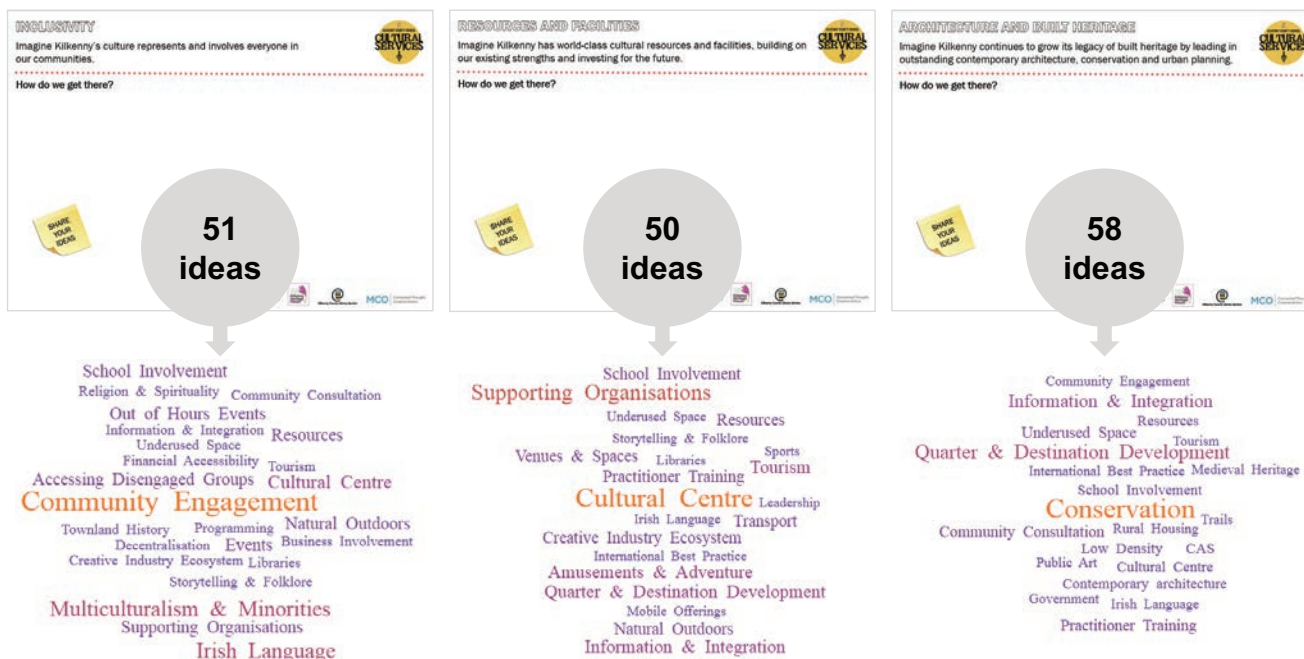 INCLUSIVITY
Imagine Kilkenny's culture represents and involves everyone in
our communities.
CULTURAL
SERVICES
How do we get there?
SHARE
YOUR
IDEAS
51
ideas
MCO
School Involvement
Religion & Spirituality Community Consultation
Out of Hours Events
Information & Integration Resources
Underused Space
Financial Accessibility Tourism
Accessing Disengaged Groups Cultural Centre
Community Engagement
Townland History Programming Natural Outdoors
Decentralisation Events Business Involvement
Creative Industry Ecosystem Libraries
Storytelling & Folklore
Multiculturalism & Minorities
Supporting Organisations
Irish Language
RESOURCES AND FACILITIES
Imagine Kilkenny has world-class cultural resources and facilities, building on
our existing strengths and investing for the future.
CULTURAL
SERVICES
How do we get there?
SHARE
YOUR
IDEAS
50
ideas
MCO
School Involvement
Supporting Organisations
Underused Space Resources
Storytelling & Folklore
Venues & Spaces Libraries Sports
Practitioner Training Tourism
Cultural Centre Leadership
Irish Language Transport
Creative Industry Ecosystem
International Best Practice
Amusements & Adventure
Quarter & Destination Development
Mobile Offerings
Natural Outdoors
Information & Integration
ARCHITECTURE AND BUILT HERITAGE
Imagine Kilkenny continues to grow its legacy of built heritage by leading in
outstanding contemporary architecture, conservation and urban planning.
CULTURAL
SERVICES
How do we get there?
SHARE
YOUR
IDEAS
58
ideas
MCO
Community Engagement
Information & Integration
Resources
Underused Space Tourism
Quarter & Destination Development
International Best Practice Medieval Heritage
School Involvement
Conservation Trails
Community Consultation Rural Housing
Low Density CAS
Public Art Cultural Centre
Contemporary architecture
Government Irish Language
Practitioner Training